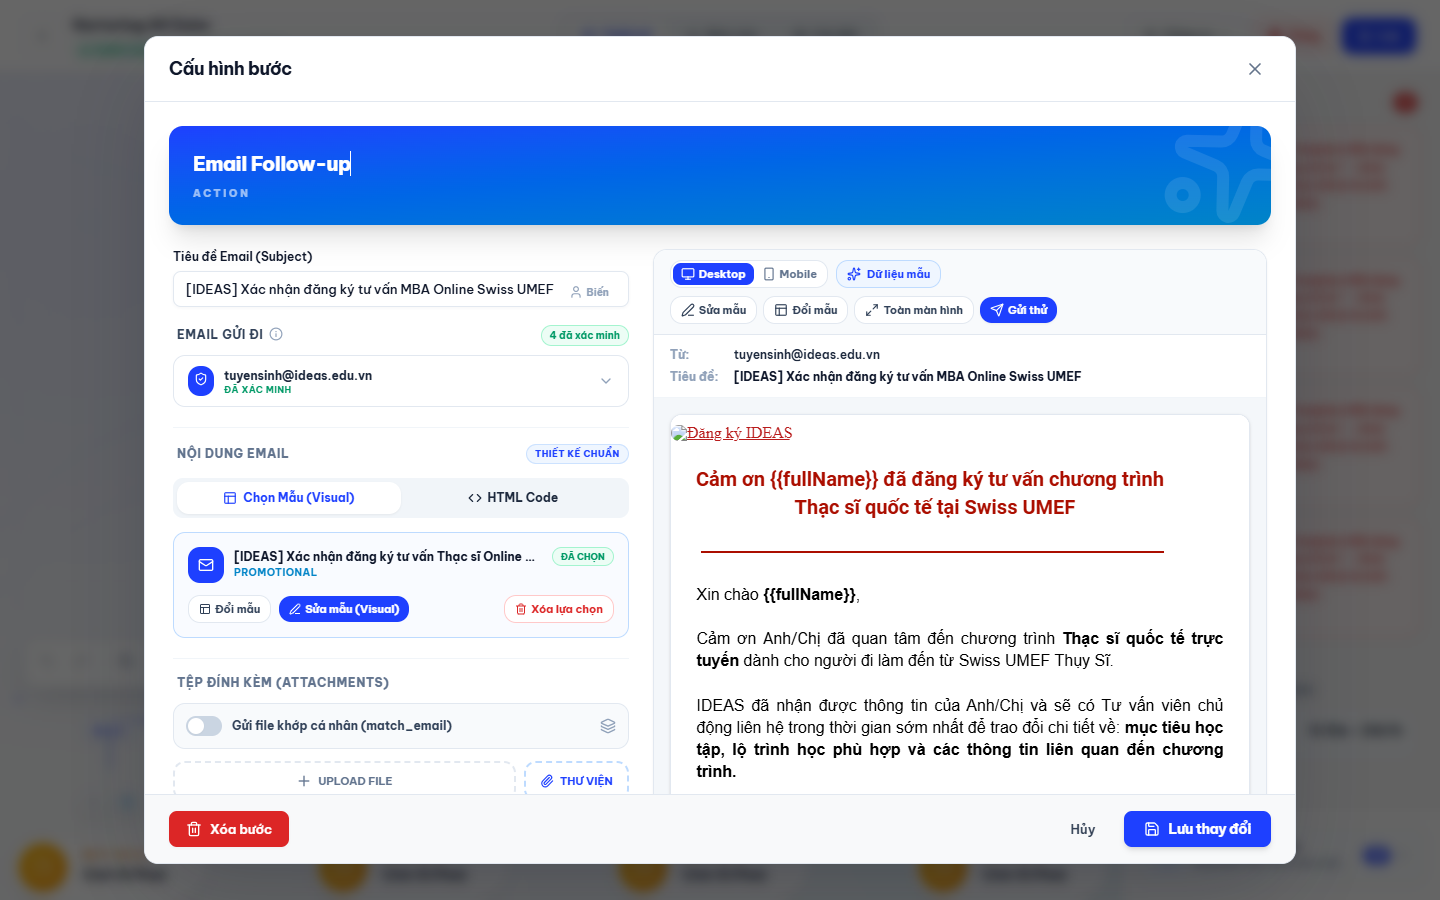 Cấu hình bước
Email Follow-up
ACTION
Tiêu đề Email (Subject)
[IDEAS] Xác nhận đăng ký tư vấn MBA Online Swiss UMEF
Biến
EMAIL GỬI ĐI
4 đã xác minh
tuyensinh@ideas.edu.vn
ĐÃ XÁC MINH
NỘI DUNG EMAIL
THIẾT KẾ CHUẨN
Chọn Mẫu (Visual)
HTML Code
[IDEAS] Xác nhận đăng ký tư vấn Thạc sĩ Online ...
ĐÃ CHỌN
PROMOTIONAL
Đổi mẫu
Sửa mẫu (Visual)
Xóa lựa chọn
TỆP ĐÍNH KÈM (ATTACHMENTS)
Gửi file khớp cá nhân (match_email)
UPLOAD FILE
THƯ VIỆN
Desktop
Mobile
Dữ liệu mẫu
Sửa mẫu
Đổi mẫu
Toàn màn hình
Gửi thử
Từ:
tuyensinh@ideas.edu.vn
Tiêu đề:
[IDEAS] Xác nhận đăng ký tư vấn MBA Online Swiss UMEF
Đăng ký IDEAS
Cảm ơn {{fullName}} đã đăng ký tư vấn chương trình
Thạc sĩ quốc tế tại Swiss UMEF
Xin chào {{fullName}},
Cảm ơn Anh/Chị đã quan tâm đến chương trình Thạc sĩ quốc tế trực
tuyến dành cho người đi làm đến từ Swiss UMEF Thụy Sĩ.
IDEAS đã nhận được thông tin của Anh/Chị và sẽ có Tư vấn viên chủ
động liên hệ trong thời gian sớm nhất để trao đổi chi tiết về: mục tiêu học
tập, lộ trình học phù hợp và các thông tin liên quan đến chương
trình.
Xóa bước
Hủy
Lưu thay đổi